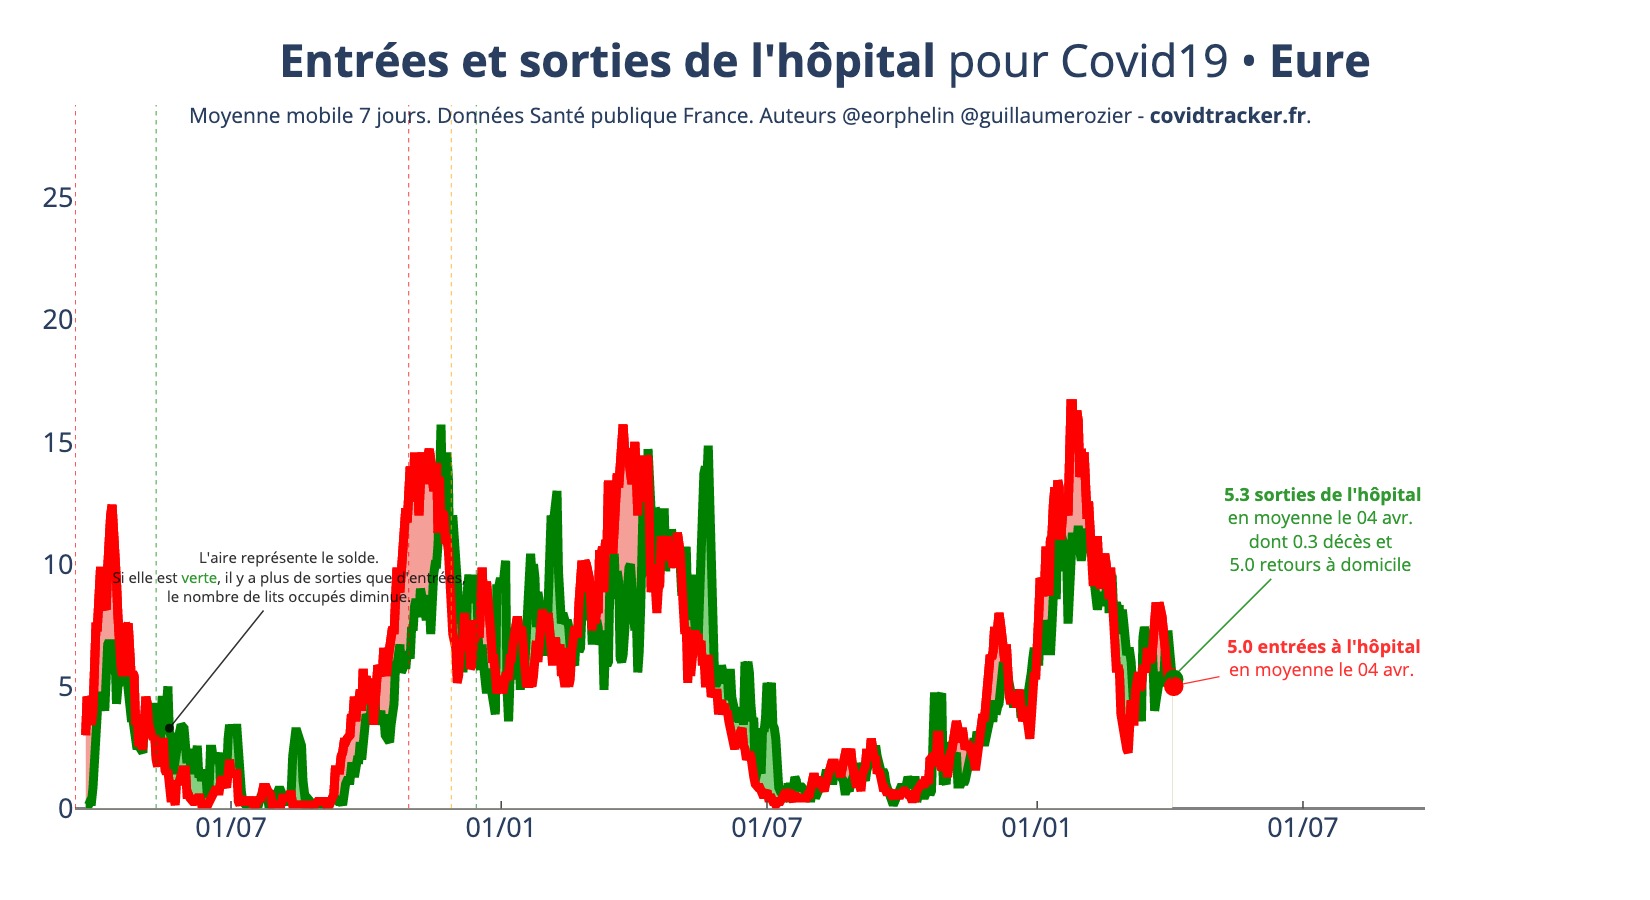 Entrées et sorties de l'hôpital pour Covid19 • Eure
Moyenne mobile 7 jours. Données Santé publique France. Auteurs @eorphelin @guillaumerozier - covidtracker.fr.
25
20
15
10
5
0
L'aire représente le solde.
Si elle est verte, il y a plus de sorties que d'entrées,
le nombre de lits occupés diminue.
5.3 sorties de l'hôpital
en moyenne le 04 avr.
dont 0.3 décès et
5.0 retours à domicile
5.0 entrées à l'hôpital
en moyenne le 04 avr.
01/07 01/01 01/07 01/01 01/07